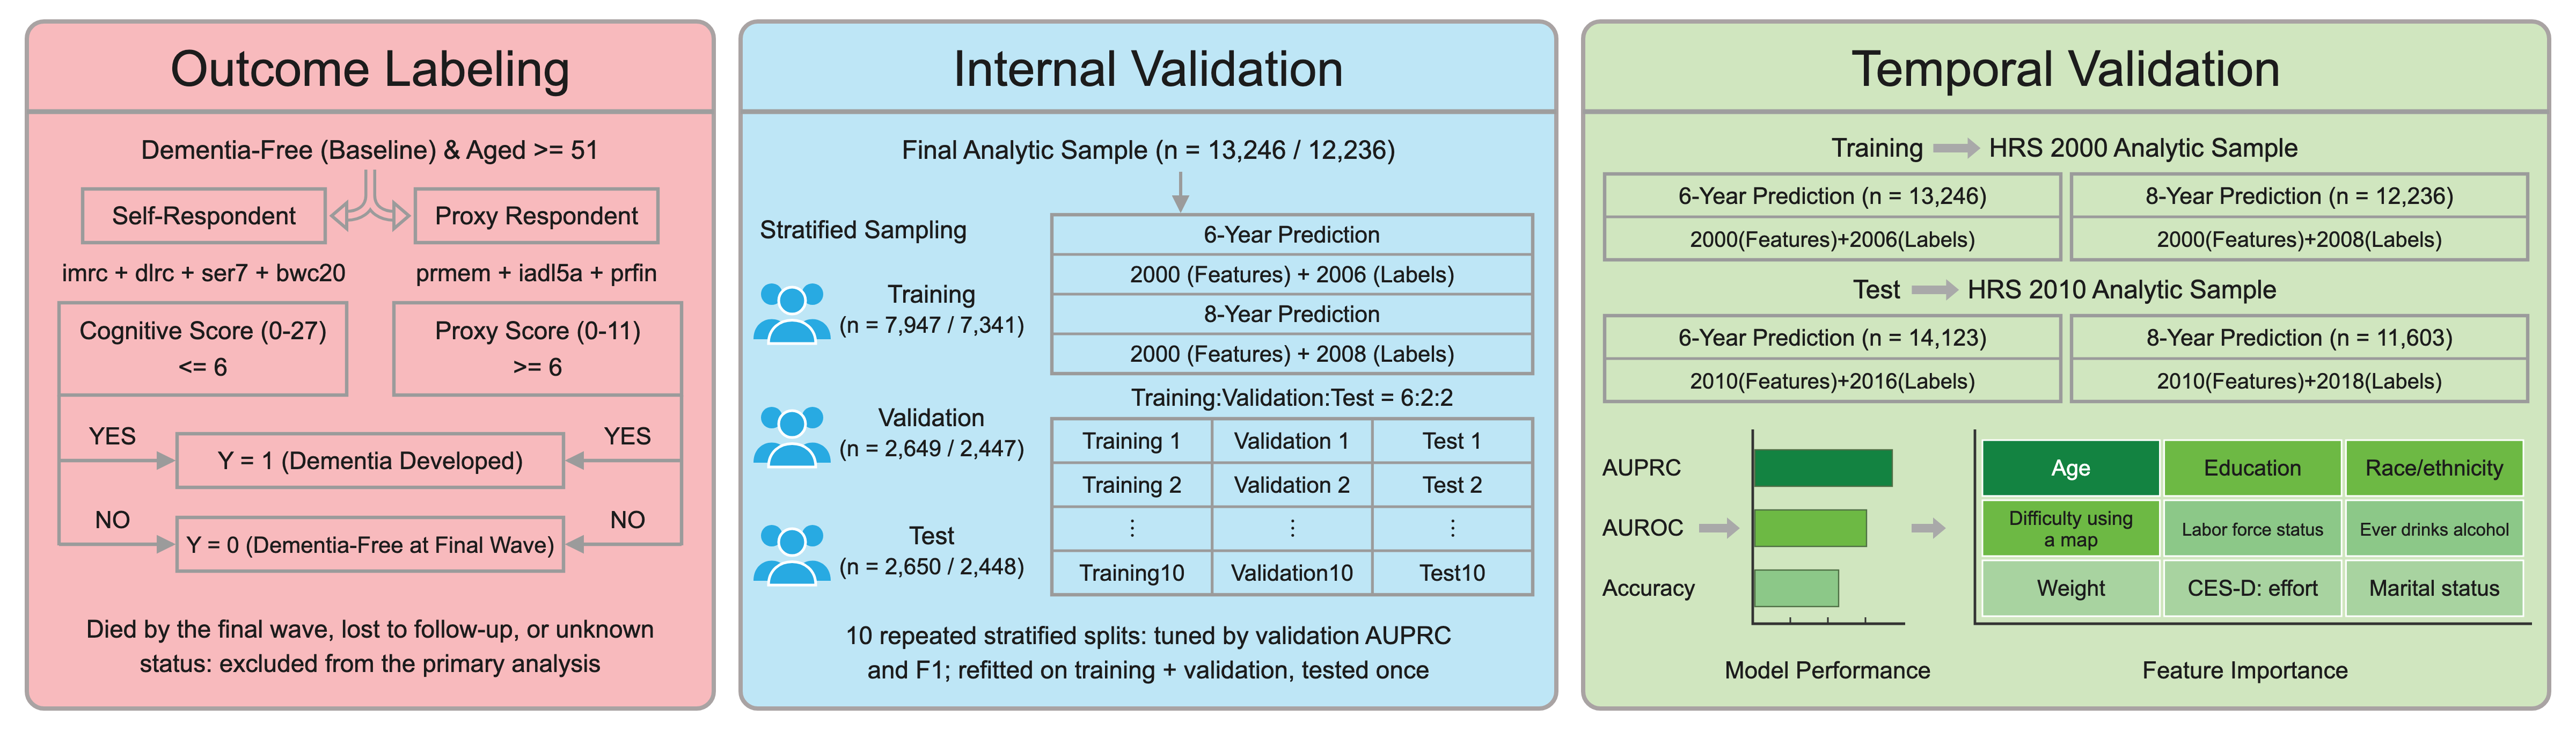 Outcome Labeling
Dementia-Free (Baseline) & Aged >= 51
Self-Respondent
Proxy Respondent
imrc + dlrc + ser7 + bwc20
prmem + iadl5a + prfin
Cognitive Score (0-27)
<= 6
Proxy Score (0-11)
>= 6
YES
YES
Y = 1 (Dementia Developed)
NO
NO
Y = 0 (Dementia-Free at Final Wave)
Died by the final wave, lost to follow-up, or unknown
status: excluded from the primary analysis
Internal Validation
Final Analytic Sample (n = 13,246 / 12,236)
Stratified Sampling
Training
(n = 7,947 / 7,341)
Validation
(n = 2,649 / 2,447)
Test
(n = 2,650 / 2,448)
6-Year Prediction
2000 (Features) + 2006 (Labels)
8-Year Prediction
2000 (Features) + 2008 (Labels)
Training:Validation:Test = 6:2:2
Training 1
Validation 1
Test 1
Training 2
Validation 2
Test 2
⋮
⋮
⋮
Training10
Validation10
Test10
10 repeated stratified splits: tuned by validation AUPRC
and F1; refitted on training + validation, tested once
Temporal Validation
Training
HRS 2000 Analytic Sample
6-Year Prediction (n = 13,246)
8-Year Prediction (n = 12,236)
2000(Features)+2006(Labels)
2000(Features)+2008(Labels)
Test
HRS 2010 Analytic Sample
6-Year Prediction (n = 14,123)
8-Year Prediction (n = 11,603)
2010(Features)+2016(Labels)
2010(Features)+2018(Labels)
AUPRC
AUROC
Accuracy
Model Performance
Age
Education
Race/ethnicity
Difficulty using
a map
Labor force status
Ever drinks alcohol
Weight
CES-D: effort
Marital status
Feature Importance